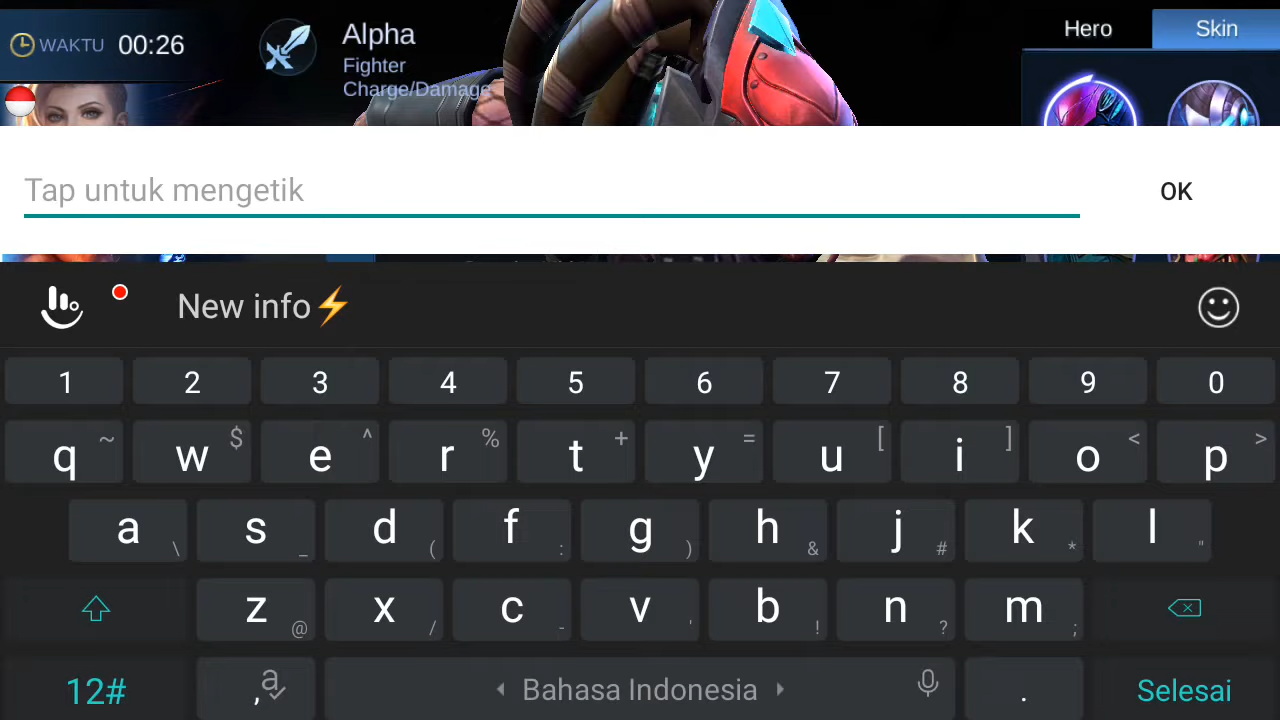 WAKTU 00:26
Alpha
Fighter
Charge/Damage
Hero Skin
Tap untuk mengetik
OK
New info⚡
1 2 3 4 5 6 7 8 9 0
q ~ w $ e ^ r % t + y = u [ i ] o < p >
a \ s _ d ( f : g ) h & j # k * l "
z @ x / c - v ' b ! n ? m ;
12# , a Bahasa Indonesia . Selesai